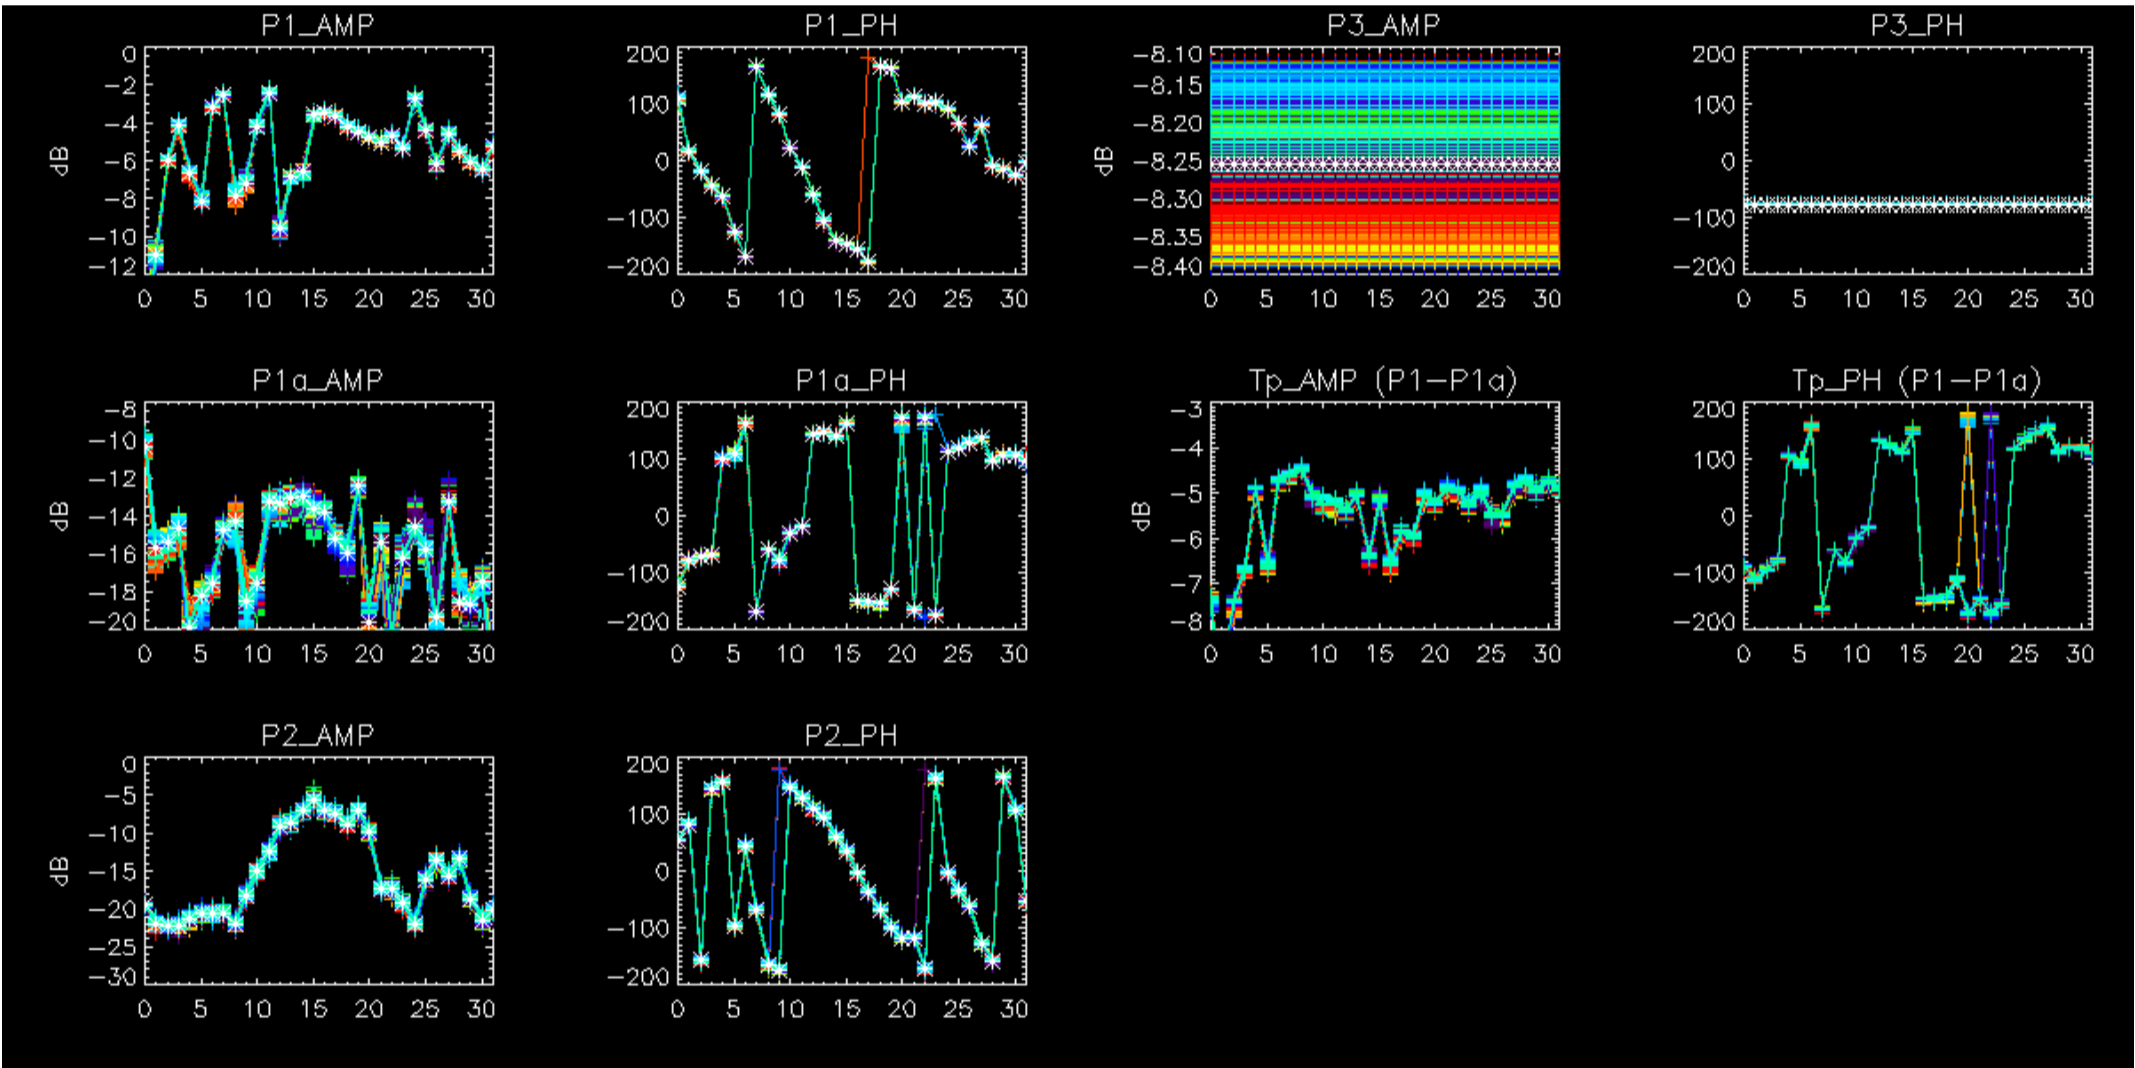 P1_AMP
0
−2
−4
−6
−8
−10
−12
dB
0 5 10 15 20 25 30
P1_PH
200
100
0
−100
−200
0 5 10 15 20 25 30
P3_AMP
−8.10
−8.15
−8.20
−8.25
−8.30
−8.35
−8.40
dB
0 5 10 15 20 25 30
P3_PH
200
100
0
−100
−200
0 5 10 15 20 25 30
P1a_AMP
−8
−10
−12
−14
−16
−18
−20
dB
0 5 10 15 20 25 30
P1a_PH
200
100
0
−100
−200
0 5 10 15 20 25 30
Tp_AMP (P1−P1a)
−3
−4
−5
−6
−7
−8
dB
0 5 10 15 20 25 30
Tp_PH (P1−P1a)
200
100
0
−100
−200
0 5 10 15 20 25 30
P2_AMP
0
−5
−10
−15
−20
−25
−30
dB
0 5 10 15 20 25 30
P2_PH
200
100
0
−100
−200
0 5 10 15 20 25 30